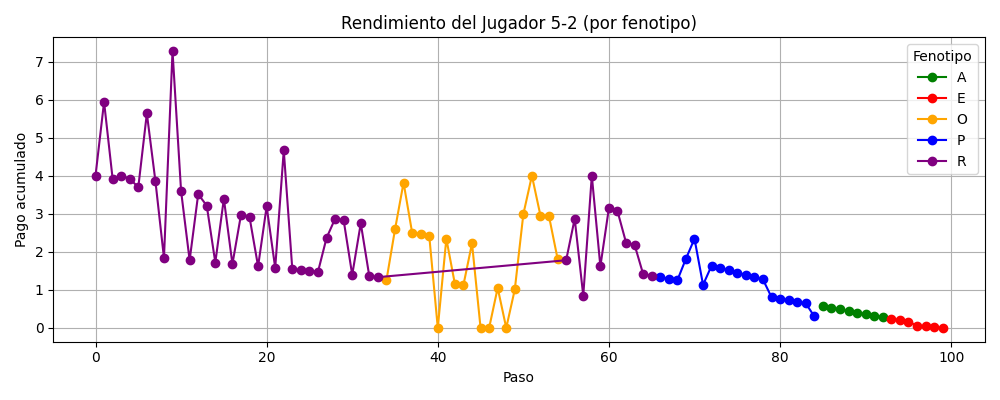 Rendimiento del Jugador 5-2 (por fenotipo)
Pago acumulado
7
6
5
4
3
2
1
0
0 20 40 60 80 100
Paso
Fenotipo
A
E
O
P
R